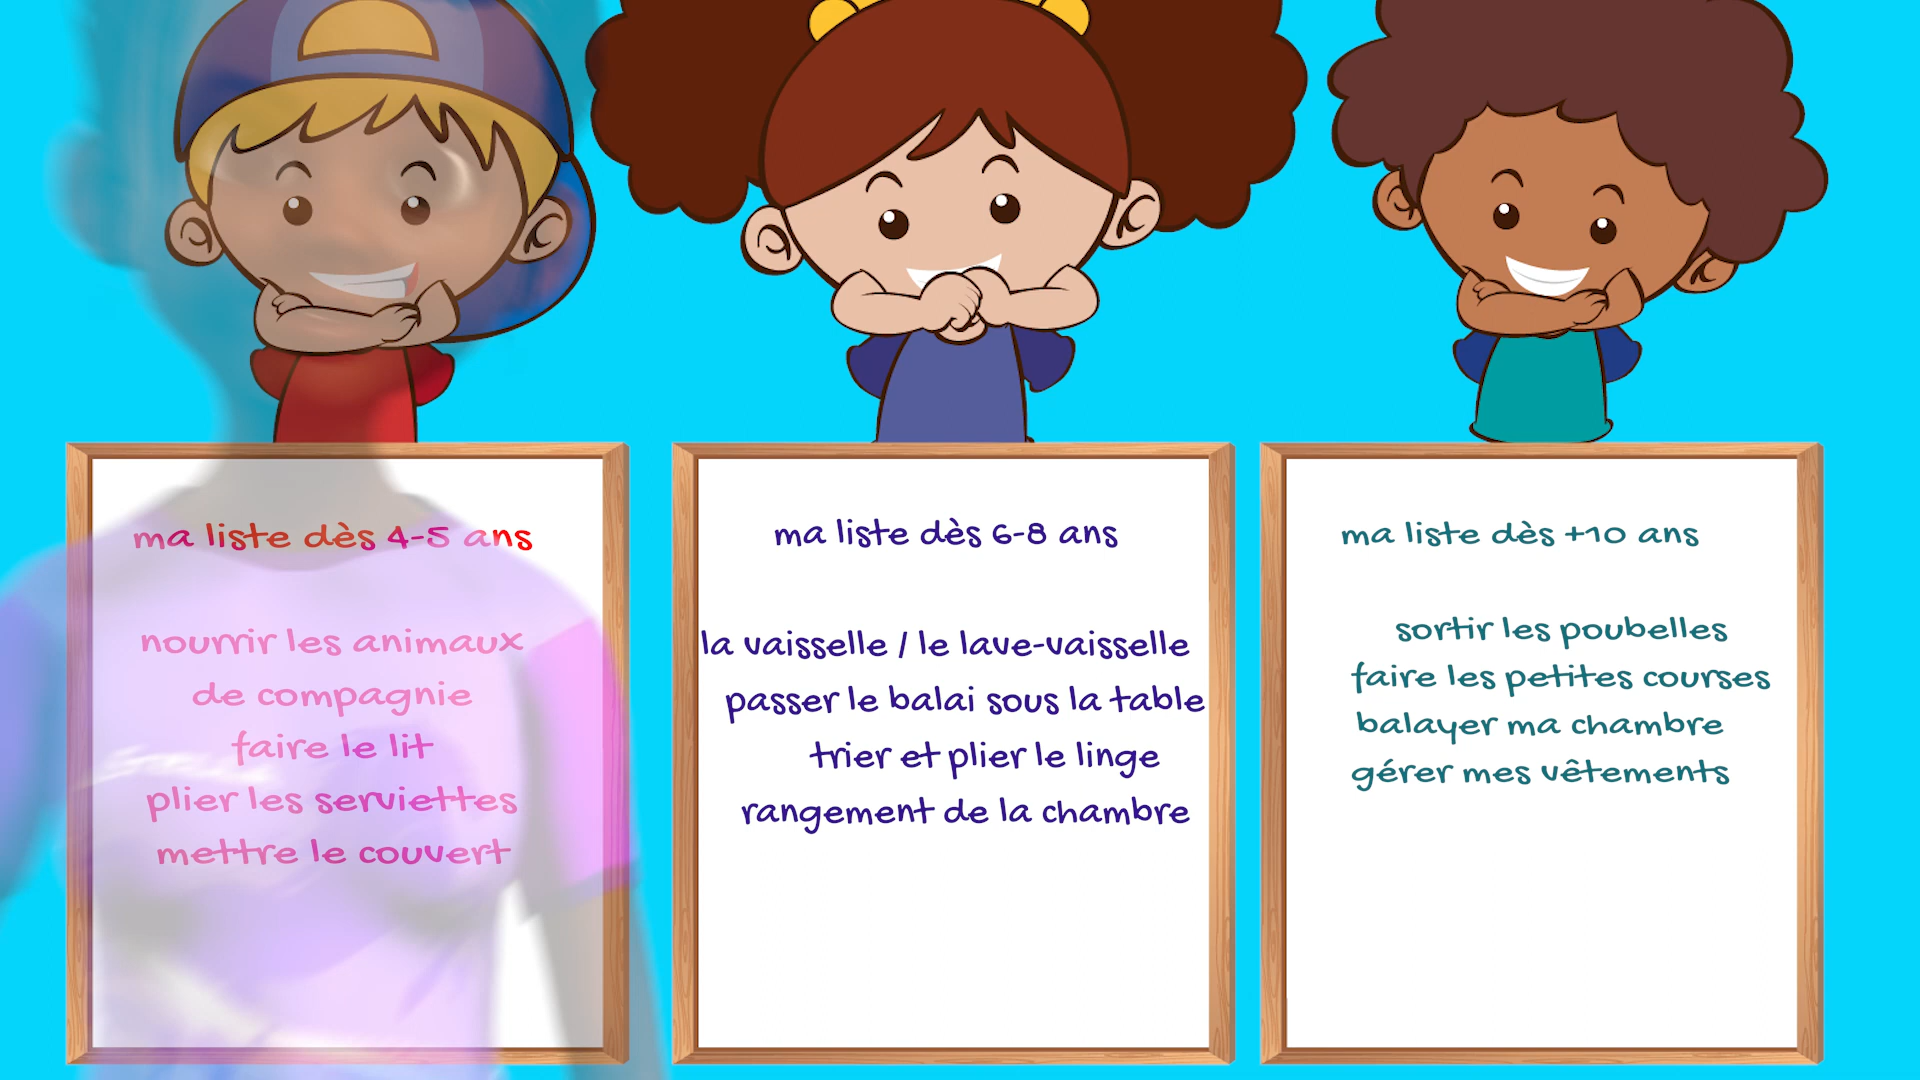 ma liste dès 4-5 ans
nourrir les animaux
de compagnie
faire le lit
plier les serviettes
mettre le couvert
ma liste dès 6-8 ans
la vaisselle / le lave-vaisselle
passer le balai sous la table
trier et plier le linge
rangement de la chambre
ma liste dès +10 ans
sortir les poubelles
faire les petites courses
balayer ma chambre
gérer mes vêtements